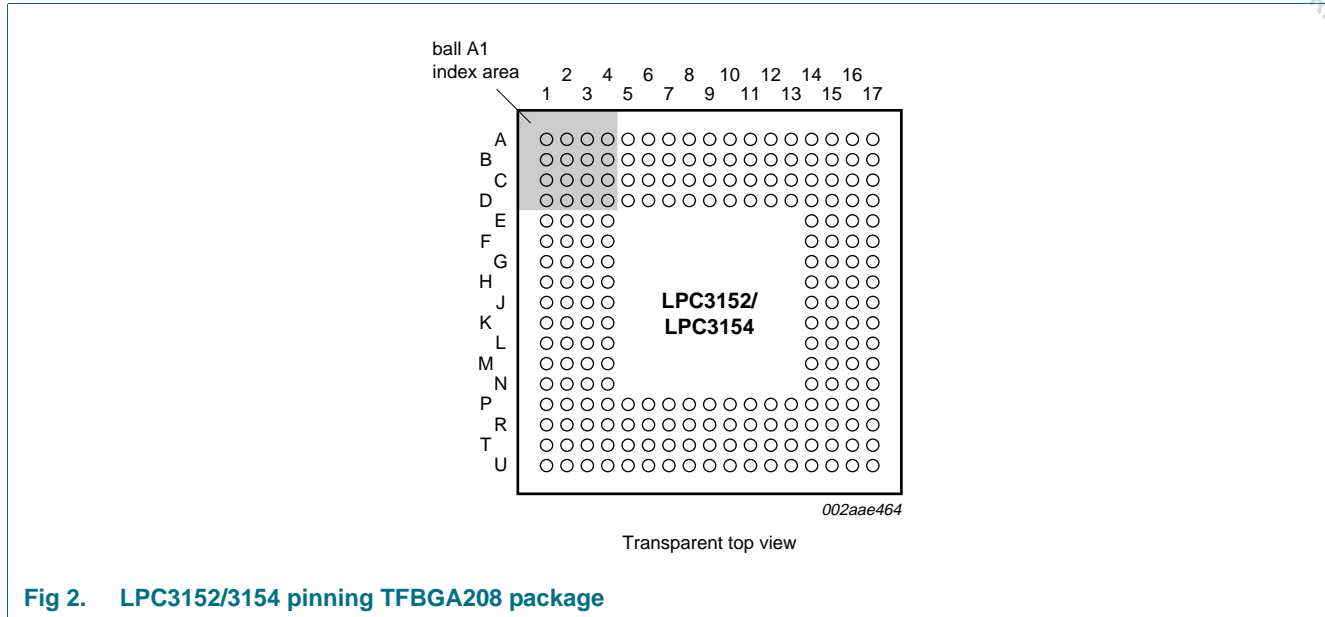 ball A1
index area
2 4 6 8 10 12 14 16
1 3 5 7 9 11 13 15 17
A
B
C
D
E
F
G
H
J
K
L
M
N
P
R
T
U
LPC3152/
LPC3154
002aae464
Transparent top view
Fig 2. LPC3152/3154 pinning TFBGA208 package